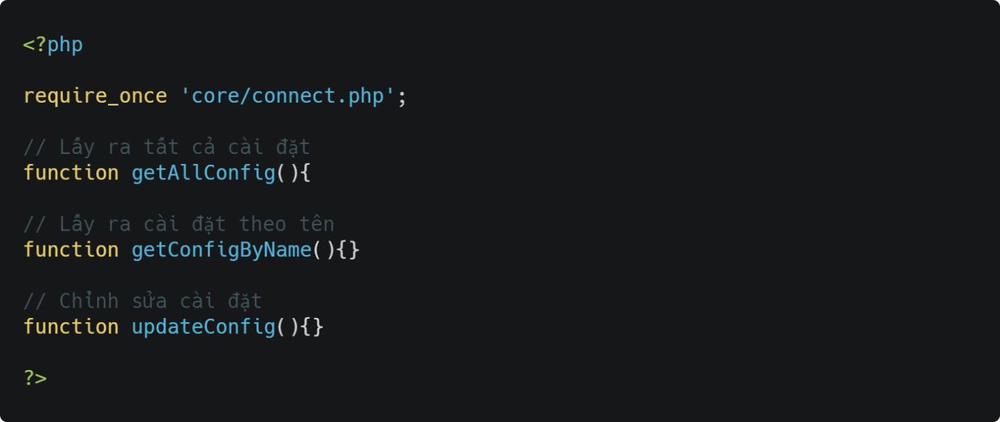 <?php
require_once 'core/connect.php';
// Lấy ra tất cả cài đặt
function getAllConfig(){
// Lấy ra cài đặt theo tên
function getConfigByName(){}
// Chỉnh sửa cài đặt
function updateConfig(){}
?>